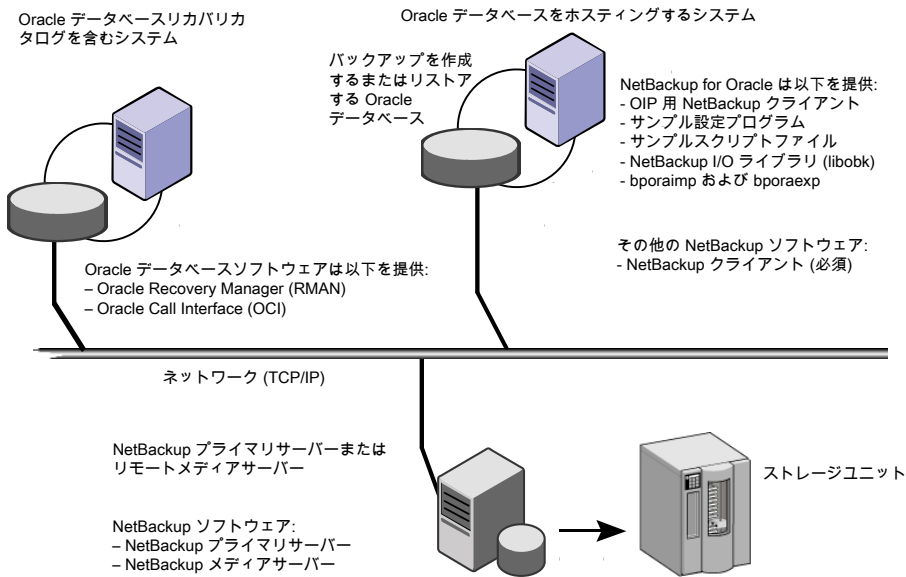 Oracle データベースリカバリカ
タログを含むシステム
Oracle データベースをホスティングするシステム
バックアップを作成
するまたはリストア
する Oracle
データベース
NetBackup for Oracle は以下を提供:
- OIP 用 NetBackup クライアント
- サンプル設定プログラム
- サンプルスクリプトファイル
- NetBackup I/O ライブラリ (libobk)
- bporaimp および bporaexp
その他の NetBackup ソフトウェア:
- NetBackup クライアント (必須)
Oracle データベースソフトウェアは以下を提供:
– Oracle Recovery Manager (RMAN)
– Oracle Call Interface (OCI)
ネットワーク (TCP/IP)
NetBackup プライマリサーバーまたは
リモートメディアサーバー
ストレージユニット
NetBackup ソフトウェア:
– NetBackup プライマリサーバー
– NetBackup メディアサーバー